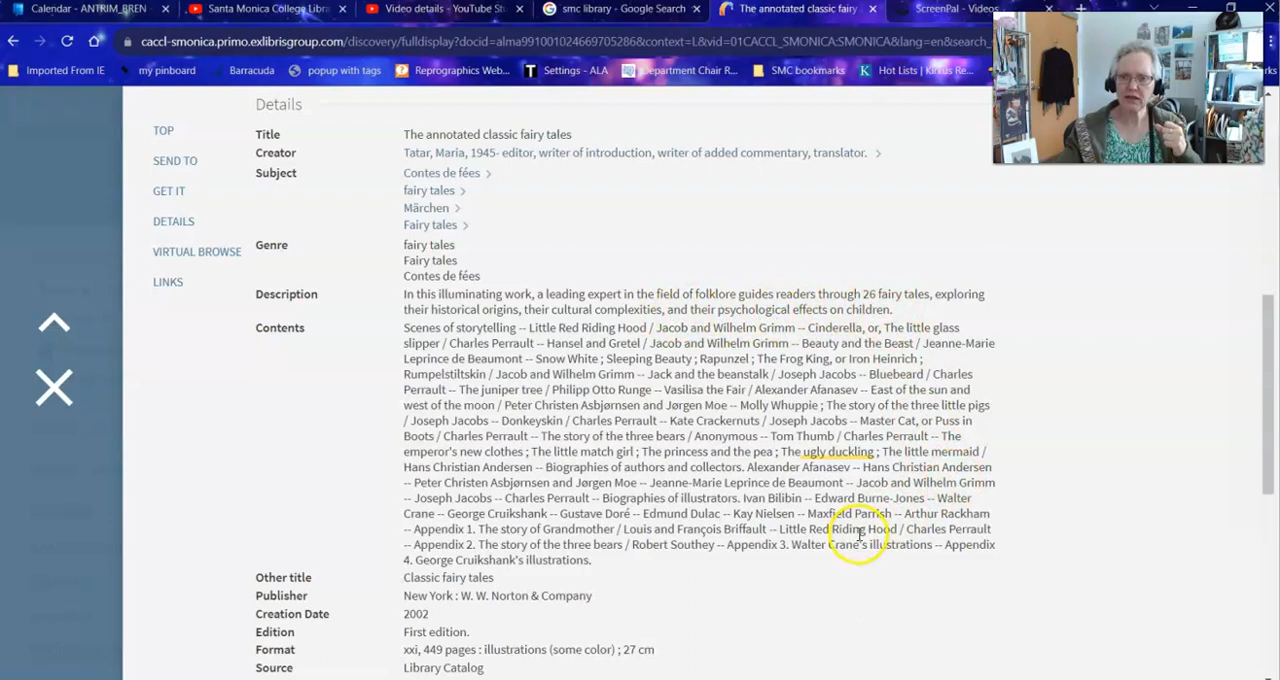 Calendar - ANTRIM_BREN
Santa Monica College Libra
Video details - YouTube St
smc library - Google Search
The annotated classic fairy
ScreenPal - Videos
caccl-smonica.primo.exlibrisgroup.com/discovery/fulldisplay?docid=alma991001024669705286&context=L&vid=01CACCL_SMONICA:SMONICA&lang=en&search_
Imported From IE
my pinboard
Barracuda
popup with tags
Reprographics Web...
Settings - ALA
Department Chair R...
SMC bookmarks
Hot Lists | Kirkus Re...
Details
TOP
SEND TO
GET IT
DETAILS
VIRTUAL BROWSE
LINKS
Title The annotated classic fairy tales
Creator Tatar, Maria, 1945- editor, writer of introduction, writer of added commentary, translator.
Subject Contes de fées
fairy tales
Märchen
Fairy tales
Genre fairy tales
Fairy tales
Contes de fées
Description In this illuminating work, a leading expert in the field of folklore guides readers through 26 fairy tales, exploring
their historical origins, their cultural complexities, and their psychological effects on children.
Contents Scenes of storytelling -- Little Red Riding Hood / Jacob and Wilhelm Grimm -- Cinderella, or, The little glass
slipper / Charles Perrault -- Hansel and Gretel / Jacob and Wilhelm Grimm -- Beauty and the Beast / Jeanne-Marie
Leprince de Beaumont -- Snow White ; Sleeping Beauty ; Rapunzel ; The Frog King, or Iron Heinrich ;
Rumpelstiltskin / Jacob and Wilhelm Grimm -- Jack and the beanstalk / Joseph Jacobs -- Bluebeard / Charles
Perrault -- The juniper tree / Philipp Otto Runge -- Vasilisa the Fair / Alexander Afanasev -- East of the sun and
west of the moon / Peter Christen Asbjørnsen and Jørgen Moe -- Molly Whuppie ; The story of the three little pigs
/ Joseph Jacobs -- Donkeyskin / Charles Perrault -- Kate Crackernuts / Joseph Jacobs -- Master Cat, or Puss in
Boots / Charles Perrault -- The story of the three bears / Anonymous -- Tom Thumb / Charles Perrault -- The
emperor's new clothes ; The little match girl ; The princess and the pea ; The ugly duckling ; The little mermaid /
Hans Christian Andersen -- Biographies of authors and collectors. Alexander Afanasev -- Hans Christian Andersen
-- Peter Christen Asbjørnsen and Jørgen Moe -- Jeanne-Marie Leprince de Beaumont -- Jacob and Wilhelm Grimm
-- Joseph Jacobs -- Charles Perrault -- Biographies of illustrators. Ivan Bilibin -- Edward Burne-Jones -- Walter
Crane -- George Cruikshank -- Gustave Doré -- Edmund Dulac -- Kay Nielsen -- Maxfield Parrish -- Arthur Rackham
-- Appendix 1. The story of Grandmother / Louis and François Briffault -- Little Red Riding Hood / Charles Perrault
-- Appendix 2. The story of the three bears / Robert Southey -- Appendix 3. Walter Crane's illustrations -- Appendix
4. George Cruikshank's illustrations.
Other title Classic fairy tales
Publisher New York : W. W. Norton & Company
Creation Date 2002
Edition First edition.
Format xxi, 449 pages : illustrations (some color) ; 27 cm
Source Library Catalog